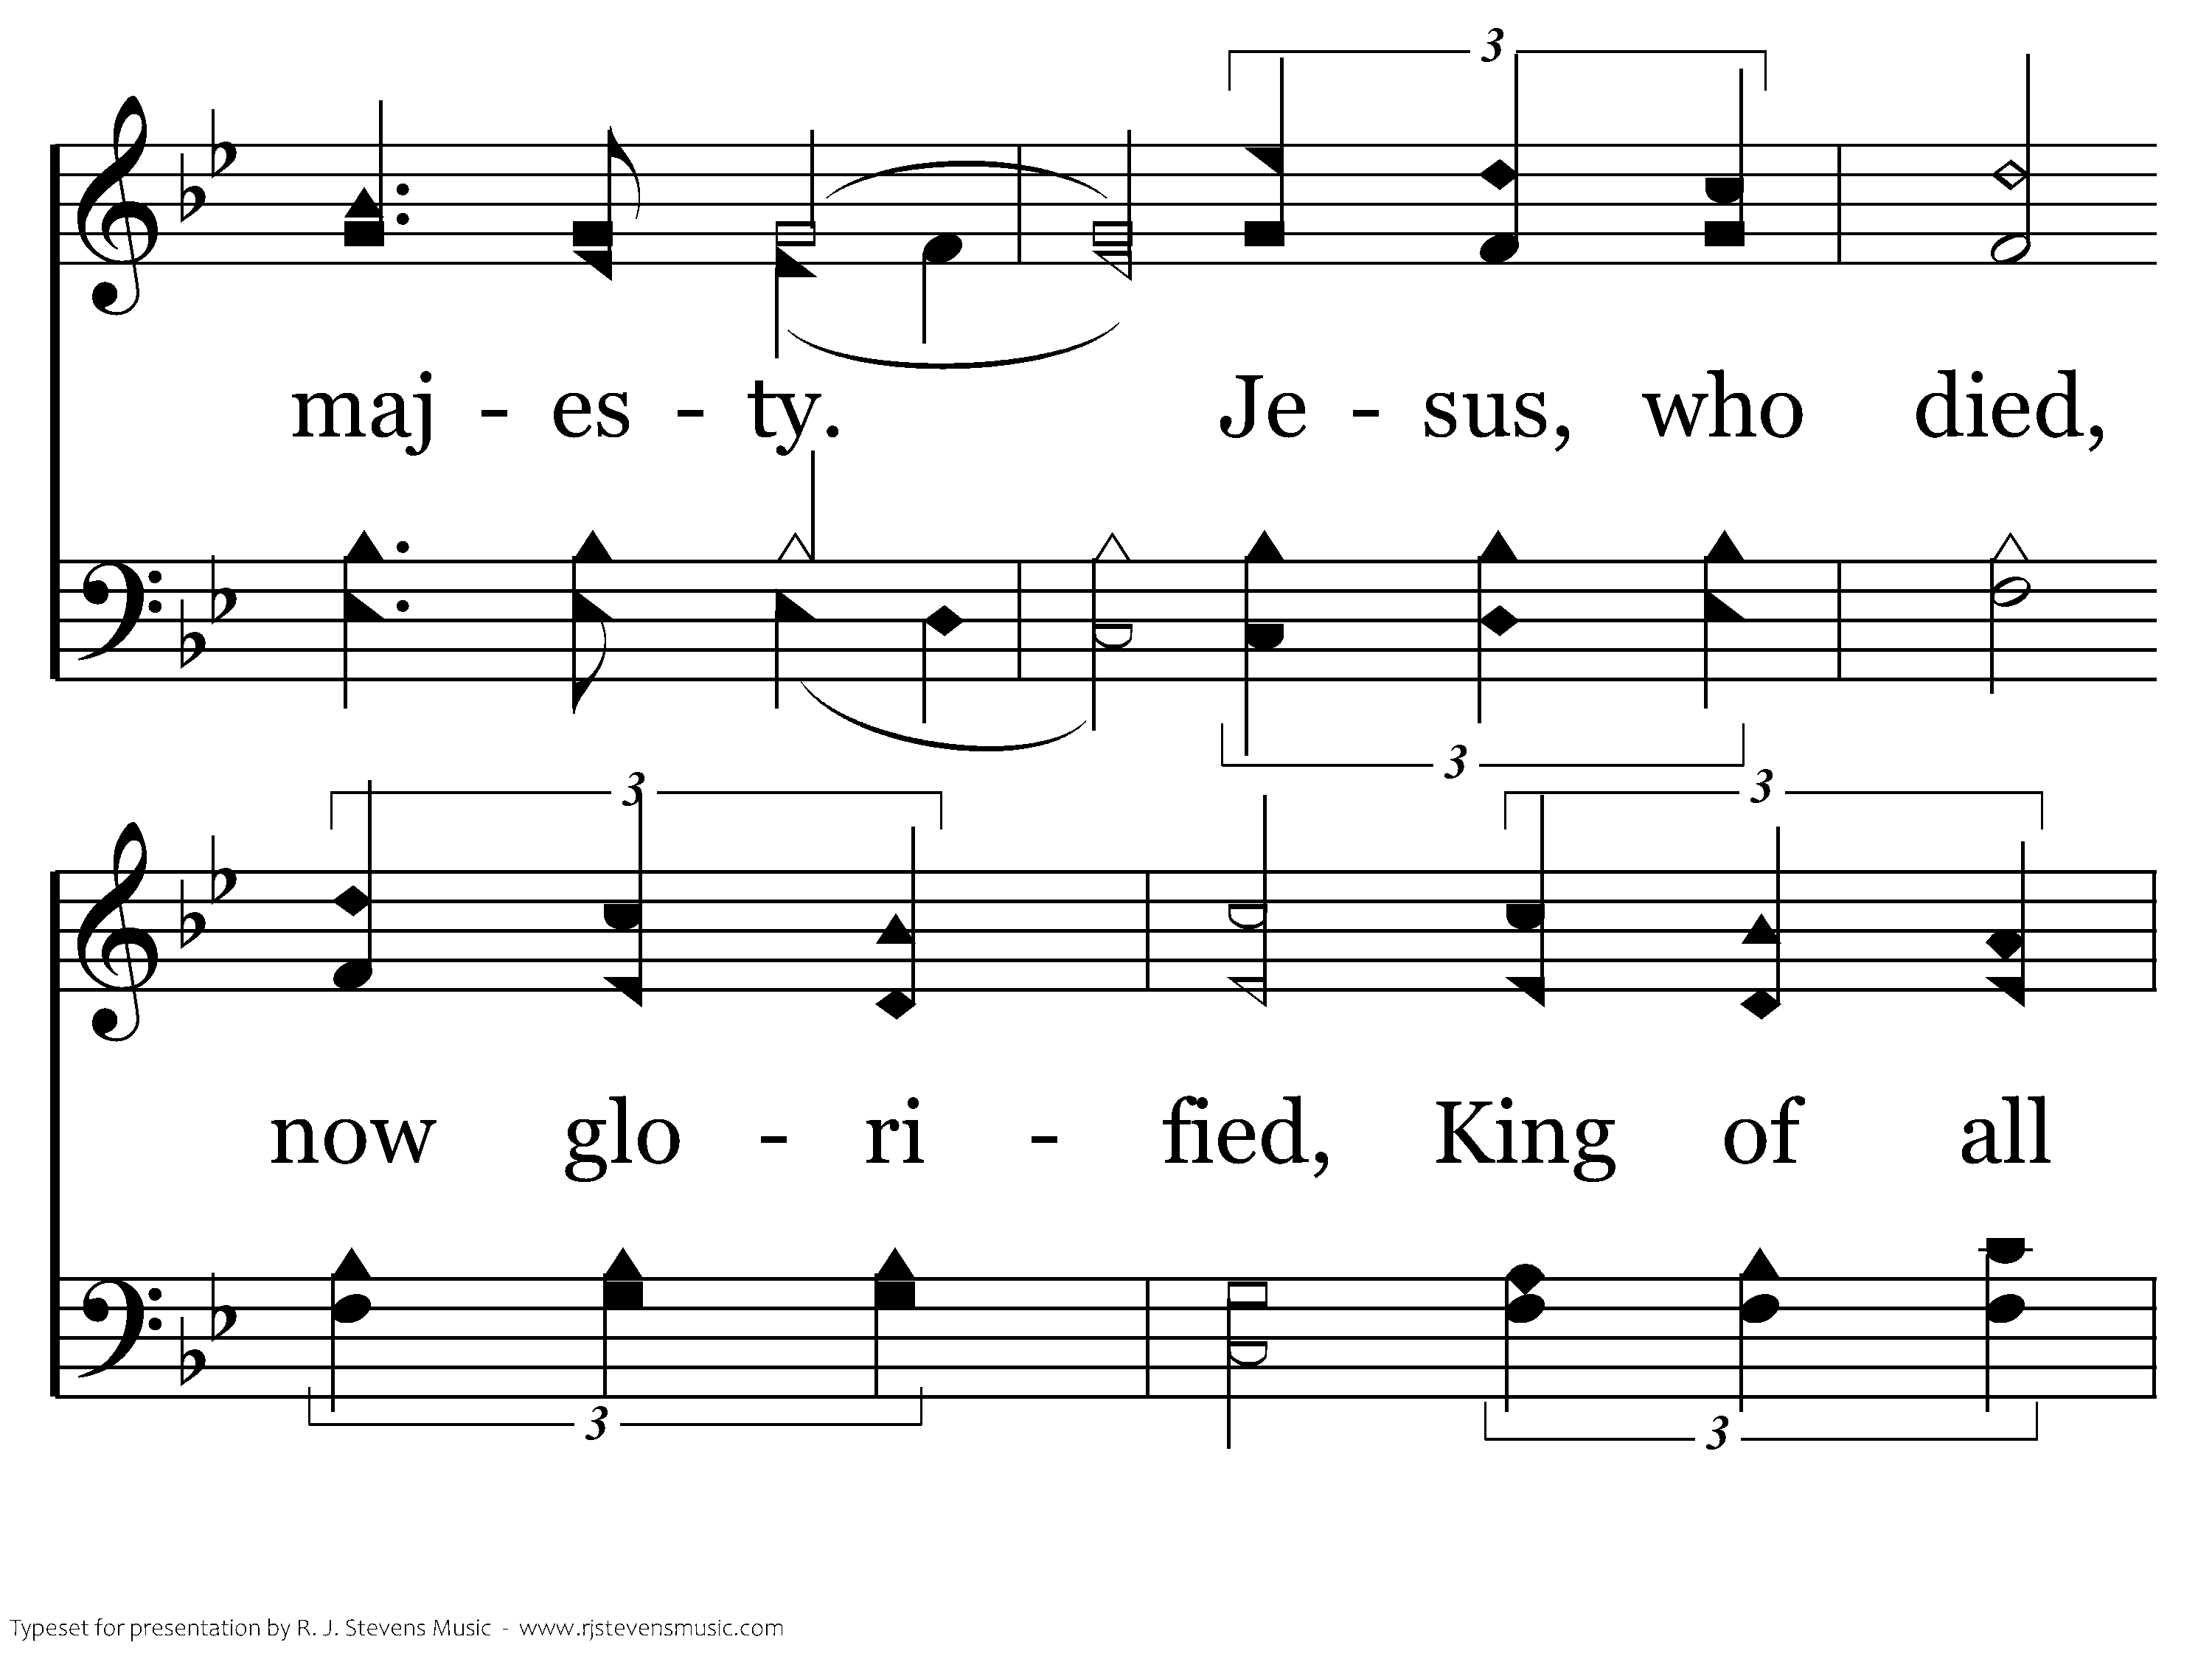 3
maj - es - ty. Je - sus, who died,
3
3 3
now glo - ri - fied, King of all
3 3
Typeset for presentation by R. J. Stevens Music - www.rjstevensmusic.com